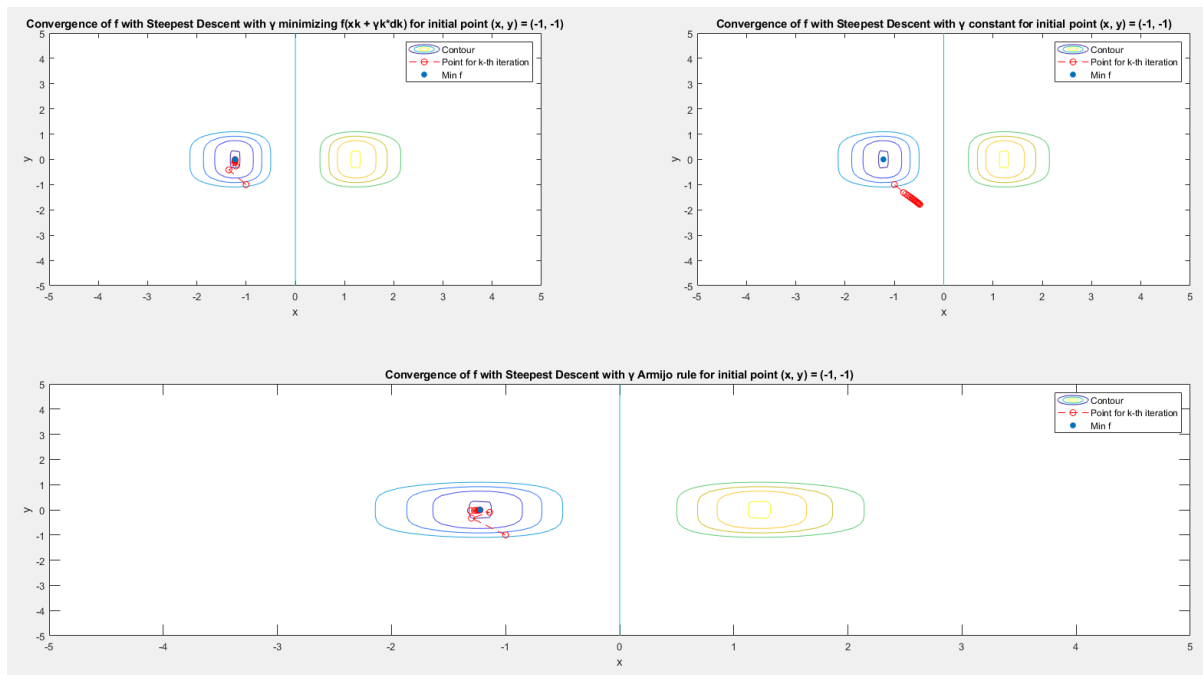 Convergence of f with Steepest Descent with γ minimizing f(xk + γk*dk) for initial point (x, y) = (-1, -1)
5
4
3
2
1
0
-1
-2
-3
-4
-5
y
-5 -4 -3 -2 -1 0 1 2 3 4 5
x
Contour
Point for k-th iteration
Min f
Convergence of f with Steepest Descent with γ constant for initial point (x, y) = (-1, -1)
5
4
3
2
1
0
-1
-2
-3
-4
-5
y
-5 -4 -3 -2 -1 0 1 2 3 4 5
x
Contour
Point for k-th iteration
Min f
Convergence of f with Steepest Descent with γ Armijo rule for initial point (x, y) = (-1, -1)
5
4
3
2
1
0
-1
-2
-3
-4
-5
y
-5 -4 -3 -2 -1 0 1 2 3 4 5
x
Contour
Point for k-th iteration
Min f